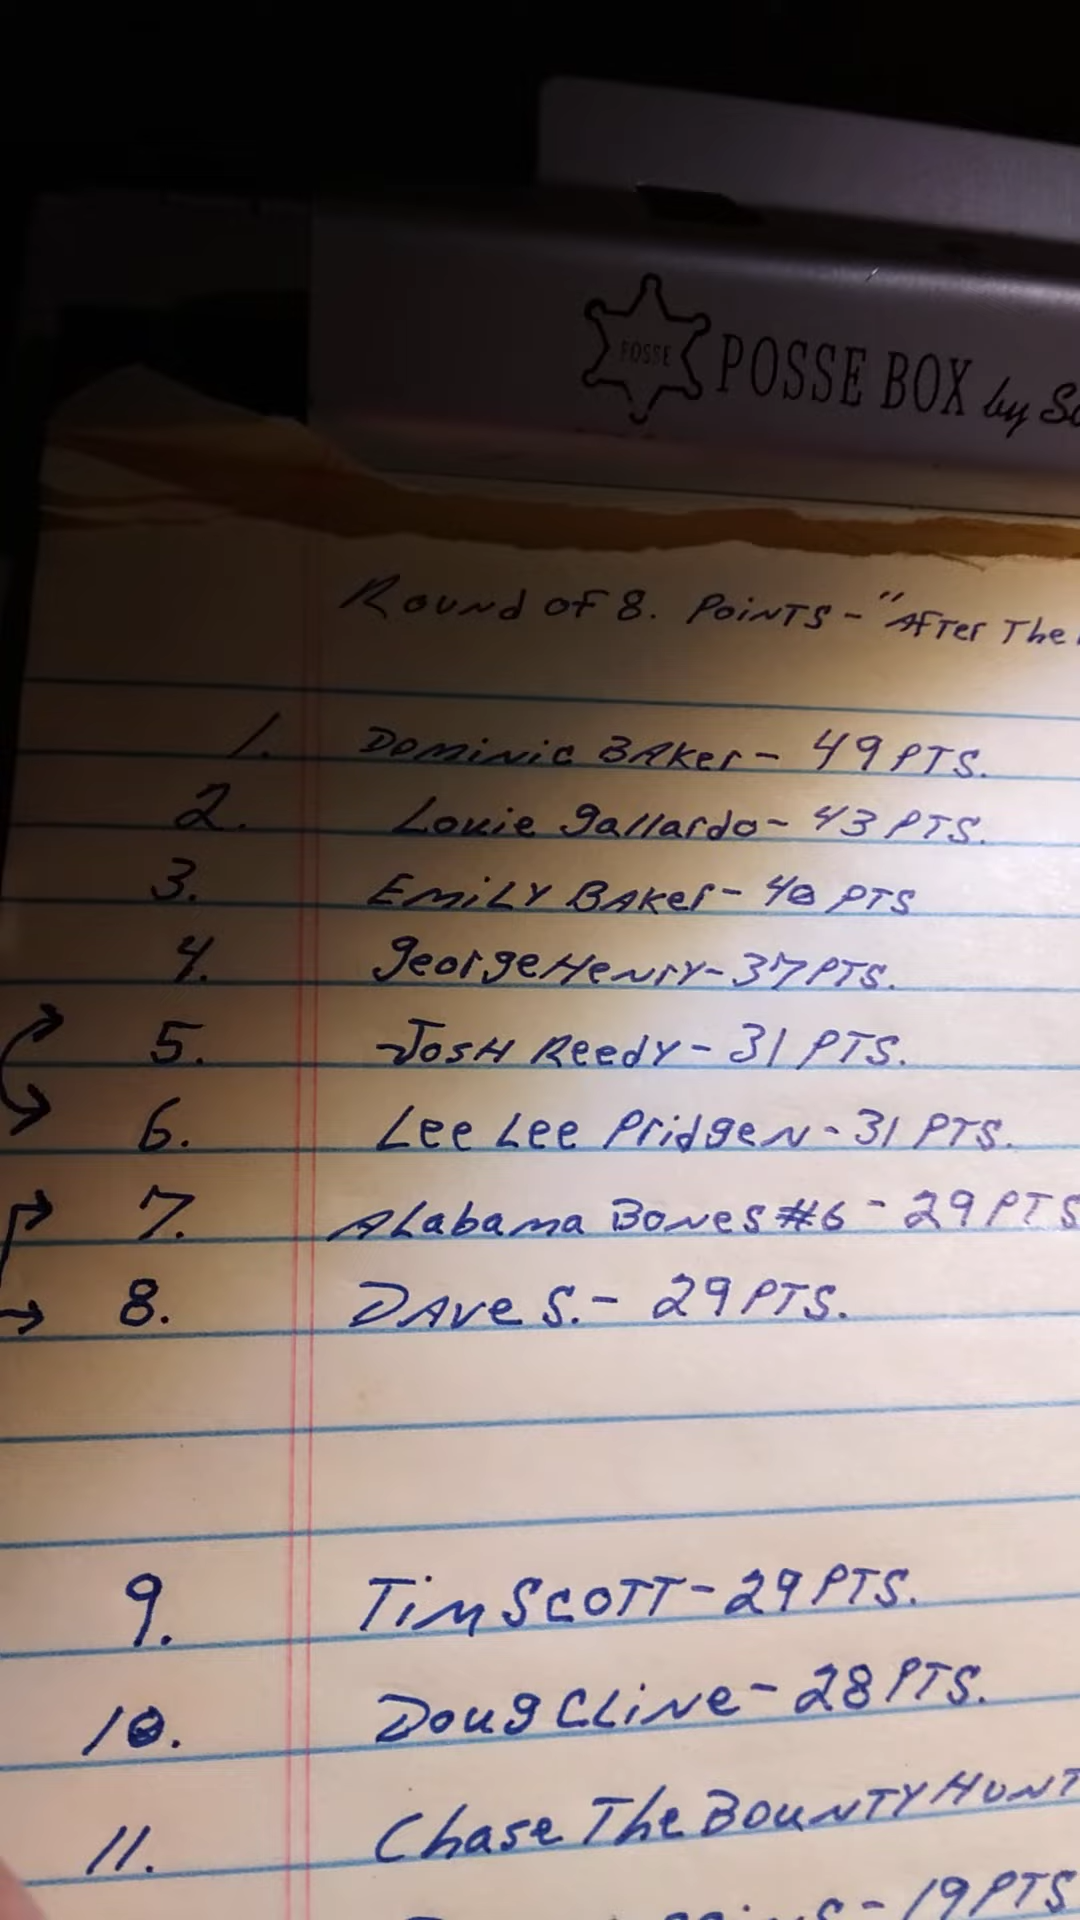 POSSE
POSSE BOX by
Round of 8. Points - "After The
1. Dominic Baker - 49 PTS.
2. Louie gallardo - 43 PTS.
3. Emily Baker - 40 PTS
4. george Henry - 37 PTS.
5. Josh Reedy - 31 PTS.
6. Lee Lee Pridgen - 31 PTS.
7. Alabama Bones #6 - 29 PTS
8. Dave S. - 29 PTS.
9. Tim Scott - 29 PTS.
10. Doug Cline - 28 PTS.
11. Chase The Bounty Hunt
- 19 PTS